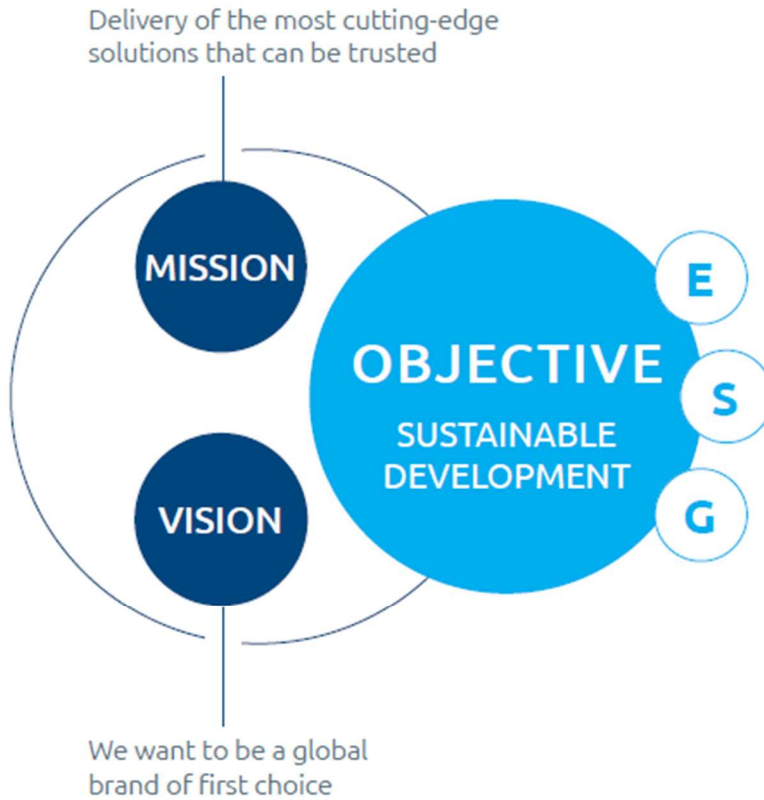 Delivery of the most cutting-edge
solutions that can be trusted
MISSION
OBJECTIVE
SUSTAINABLE
DEVELOPMENT
E
S
G
VISION
We want to be a global
brand of first choice